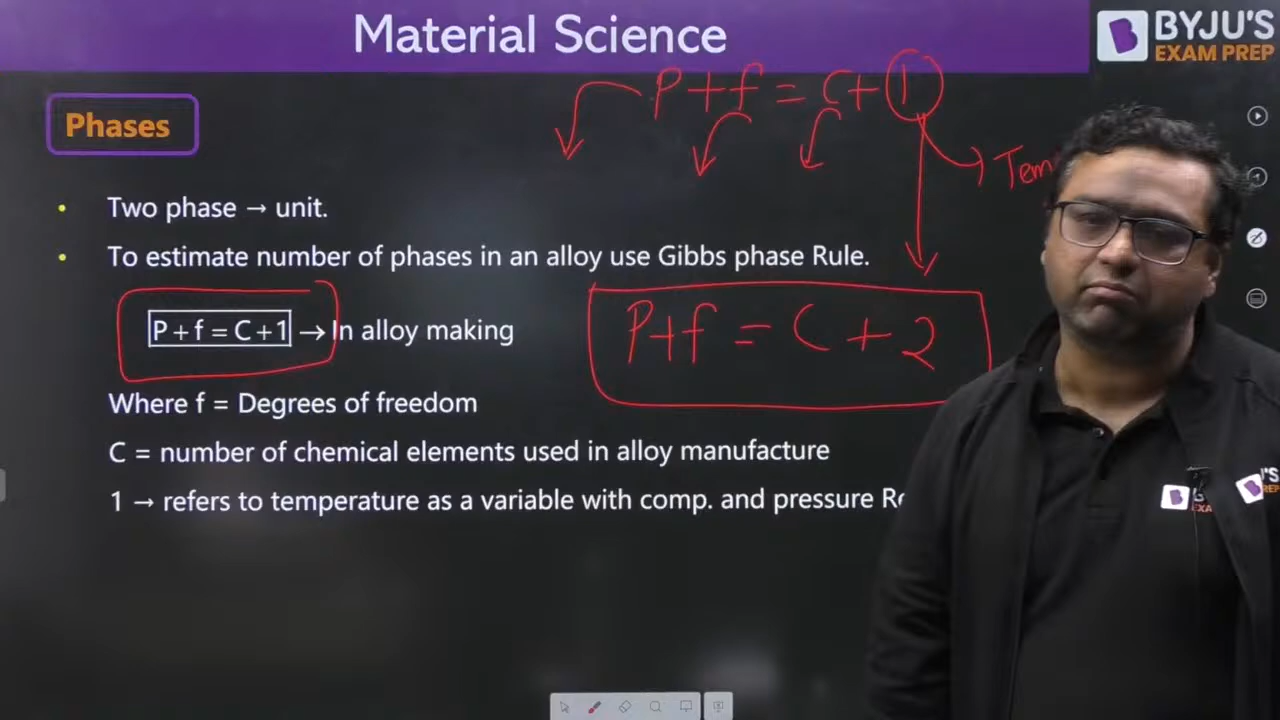 Material Science
BYJU'S
EXAM PREP
P + f = C + 1
Phases
Two phase → unit.
To estimate number of phases in an alloy use Gibbs phase Rule.
P + f = C + 1 → In alloy making
P + f = C + 2
Where f = Degrees of freedom
C = number of chemical elements used in alloy manufacture
1 → refers to temperature as a variable with comp. and pressure